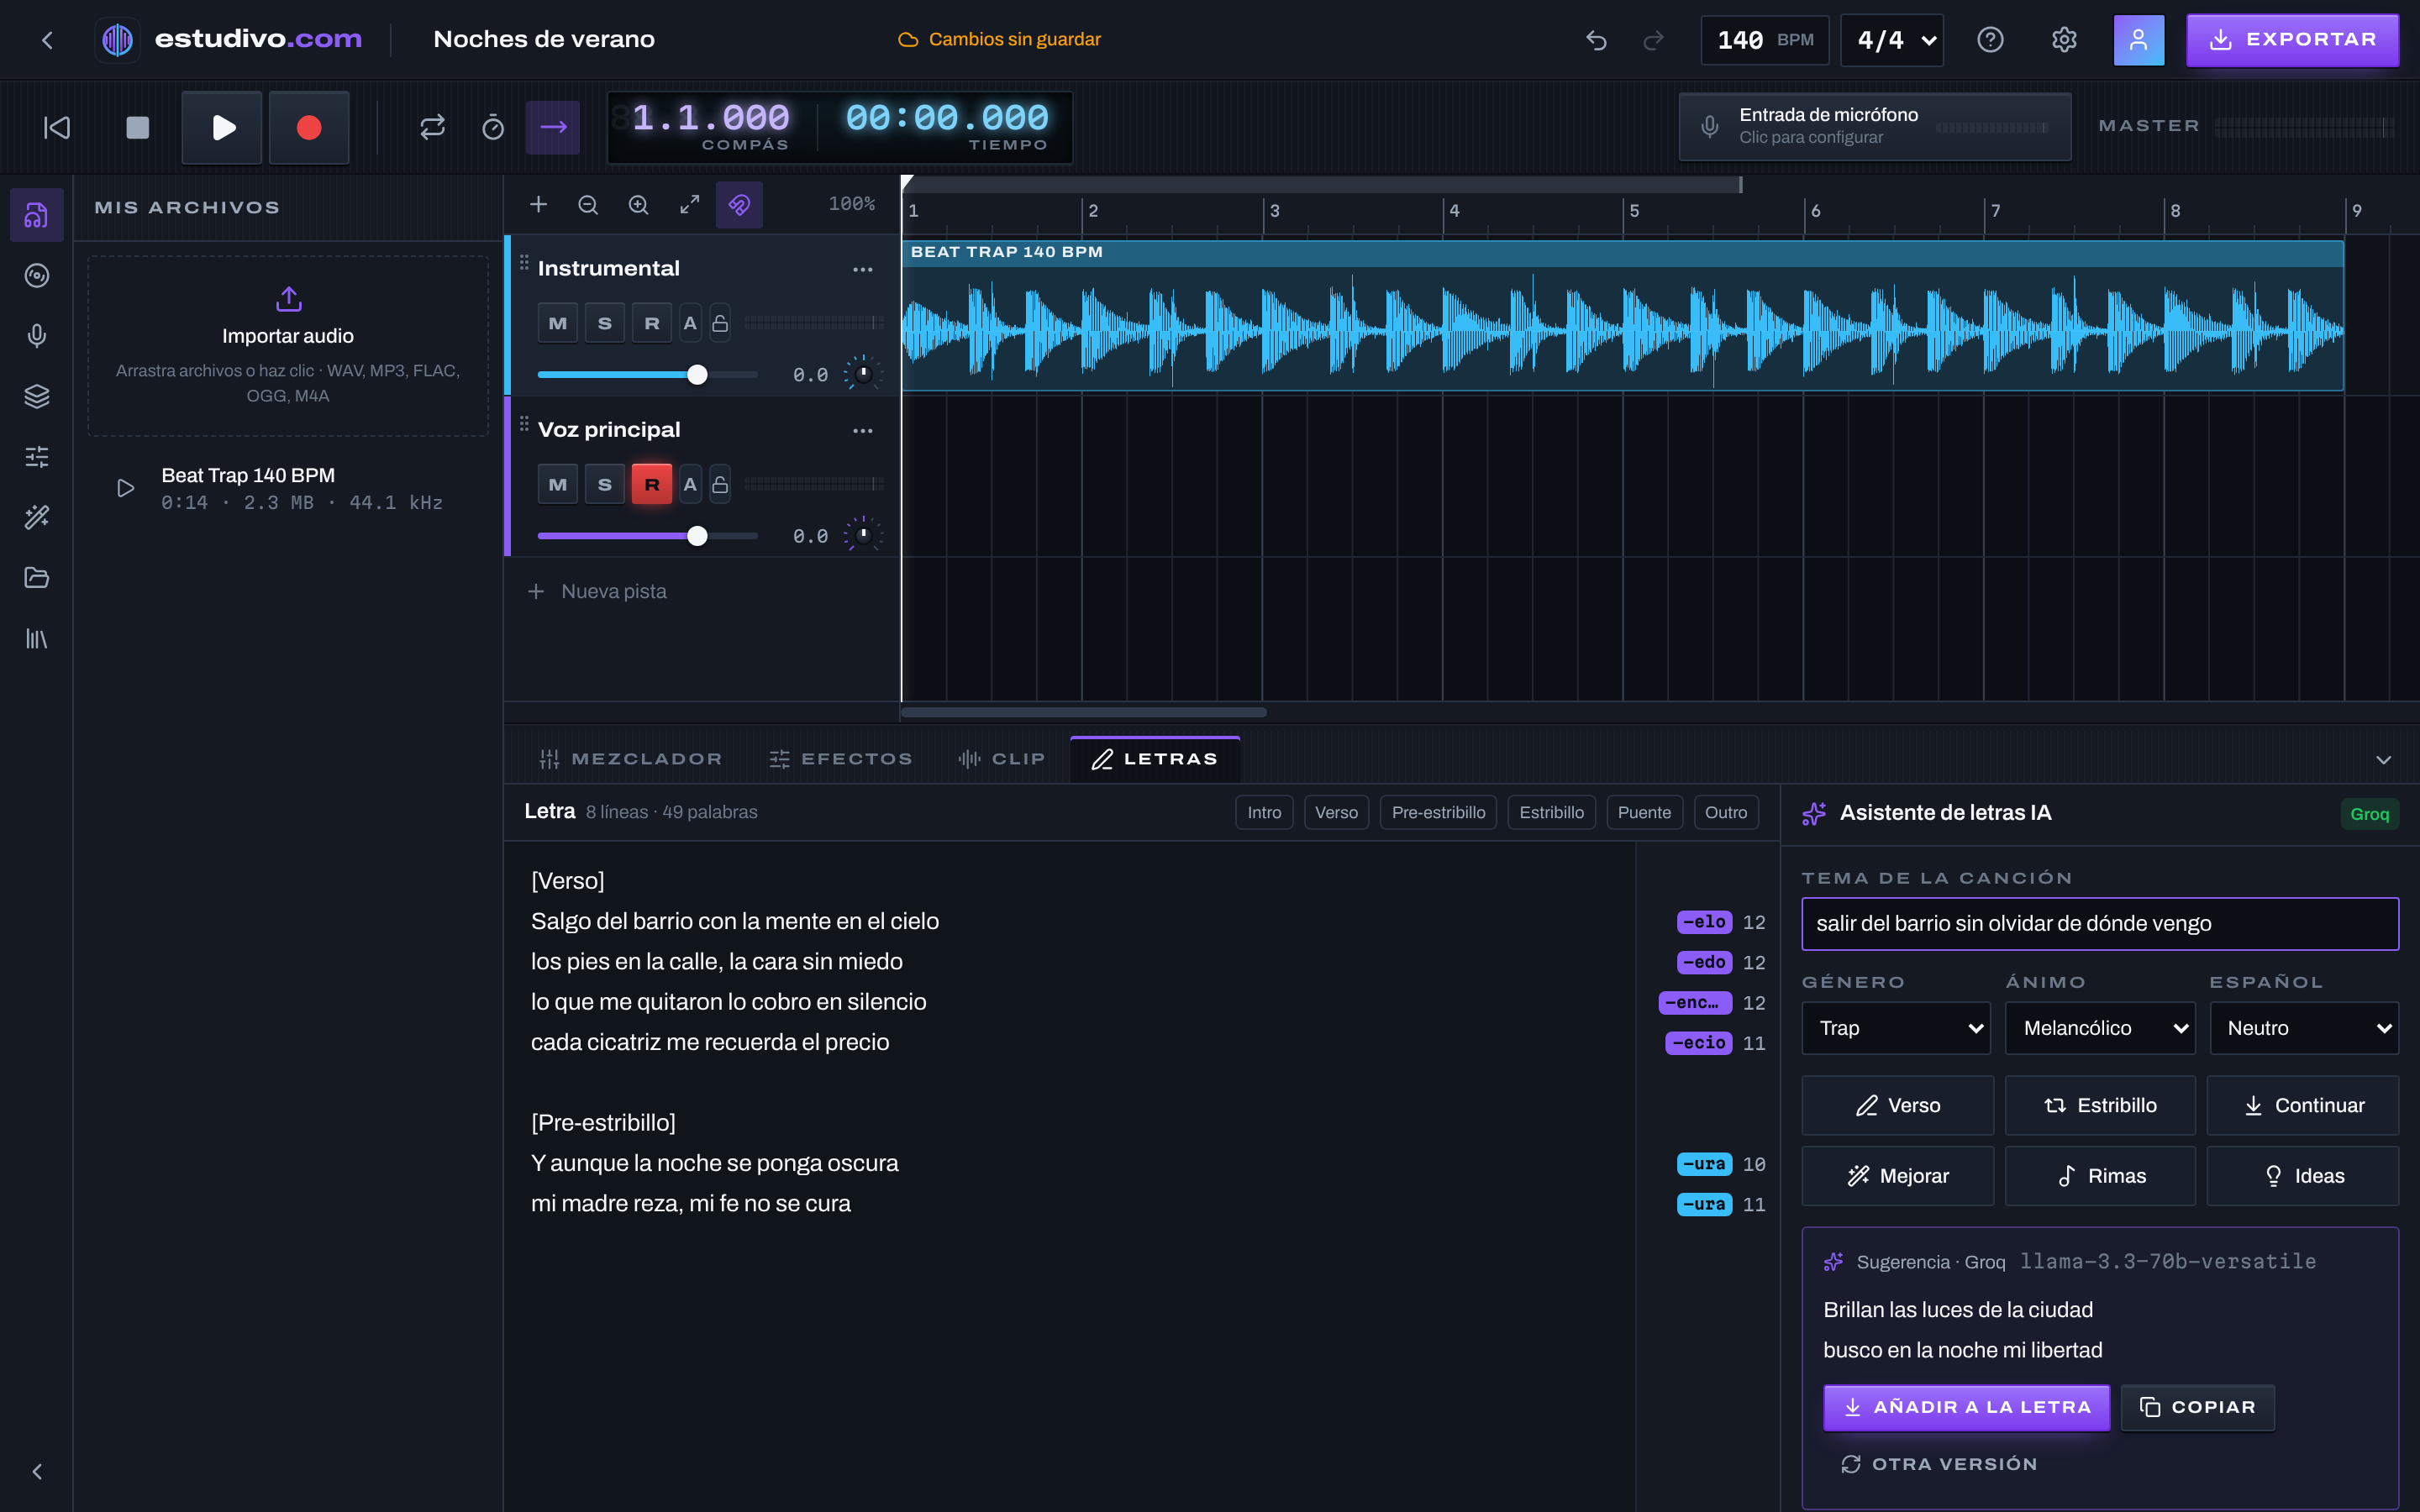 estudivo.com
Noches de verano
Cambios sin guardar
140 BPM
4/4
EXPORTAR
1.1.000
COMPÁS
00:00.000
TIEMPO
Entrada de micrófono
Clic para configurar
MASTER
MIS ARCHIVOS
Importar audio
Arrastra archivos o haz clic · WAV, MP3, FLAC,
OGG, M4A
Beat Trap 140 BPM
0:14 · 2.3 MB · 44.1 kHz
100%
1 2 3 4 5 6 7 8 9
Instrumental
M S R A
0.0
BEAT TRAP 140 BPM
Voz principal
M S R A
0.0
Nueva pista
MEZCLADOR
EFECTOS
CLIP
LETRAS
Letra 8 líneas · 49 palabras
Intro
Verso
Pre-estribillo
Estribillo
Puente
Outro
[Verso]
Salgo del barrio con la mente en el cielo -elo 12
los pies en la calle, la cara sin miedo -edo 12
lo que me quitaron lo cobro en silencio -enc… 12
cada cicatriz me recuerda el precio -ecio 11
[Pre-estribillo]
Y aunque la noche se ponga oscura -ura 10
mi madre reza, mi fe no se cura -ura 11
Asistente de letras IA
Groq
TEMA DE LA CANCIÓN
salir del barrio sin olvidar de dónde vengo
GÉNERO ÁNIMO ESPAÑOL
Trap Melancólico Neutro
Verso Estribillo Continuar
Mejorar Rimas Ideas
Sugerencia · Groq llama-3.3-70b-versatile
Brillan las luces de la ciudad
busco en la noche mi libertad
AÑADIR A LA LETRA
COPIAR
OTRA VERSIÓN